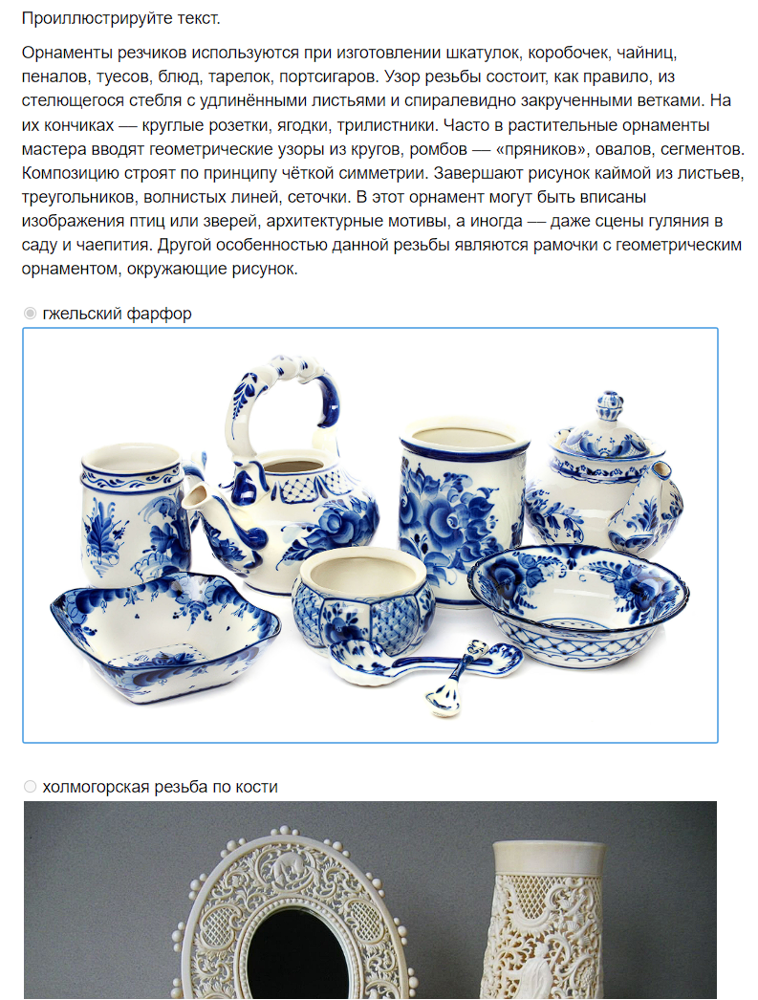 Проиллюстрируйте текст.
Орнаменты резчиков используются при изготовлении шкатулок, коробочек, чайниц,
пеналов, туесов, блюд, тарелок, портсигаров. Узор резьбы состоит, как правило, из
стелющегося стебля с удлинёнными листьями и спиралевидно закрученными ветками. На
их кончиках — круглые розетки, ягодки, трилистники. Часто в растительные орнаменты
мастера вводят геометрические узоры из кругов, ромбов — «пряников», овалов, сегментов.
Композицию строят по принципу чёткой симметрии. Завершают рисунок каймой из листьев,
треугольников, волнистых линей, сеточки. В этот орнамент могут быть вписаны
изображения птиц или зверей, архитектурные мотивы, а иногда — даже сцены гуляния в
саду и чаепития. Другой особенностью данной резьбы являются рамочки с геометрическим
орнаментом, окружающие рисунок.
гжельский фарфор
холмогорская резьба по кости